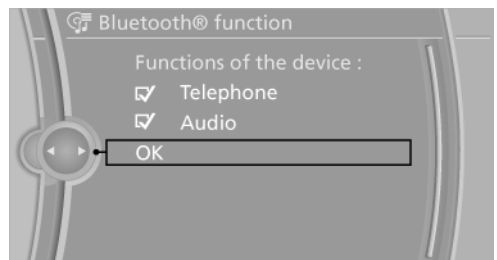 Bluetooth® function
Functions of the device :
Telephone
Audio
OK